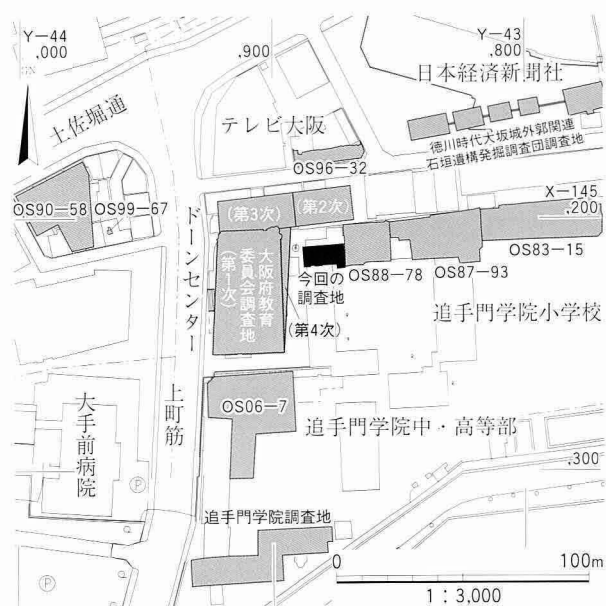 Y-44
,000
,900
Y-43
,800
日本経済新聞社
土佐堀通
テレビ大阪
徳川時代大坂城外郭関連
石垣遺構発掘調査団調査地
OS96-32
X-145
,200
OS90-58
OS99-67
(第3次)
(第2次)
OS83-15
ドーンセンター
大阪府教育
委員会調査地
(第1次)
今回の
調査地
OS88-78
OS87-93
(第4次)
追手門学院小学校
上町筋
大手前病院
OS06-7
追手門学院中・高等部
,300
P
追手門学院調査地
P
0
100m
1:3,000